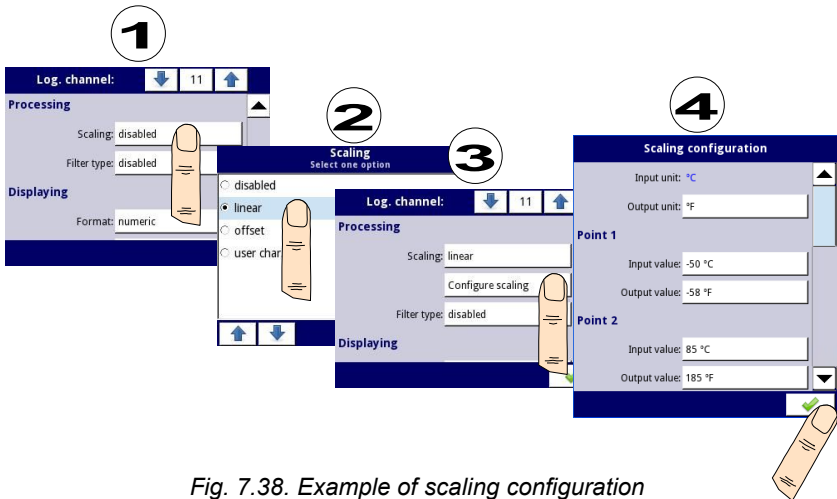 1
Log. channel: 11
Processing
Scaling: disabled
Filter type: disabled
Displaying
Format: numeric
2
Scaling
Select one option
disabled
linear
offset
user char
3
Log. channel: 11
Processing
Scaling: linear
Configure scaling
Filter type: disabled
Displaying
4
Scaling configuration
Input unit: °C
Output unit: °F
Point 1
Input value: -50 °C
Output value: -58 °F
Point 2
Input value: 85 °C
Output value: 185 °F
Fig. 7.38. Example of scaling configuration